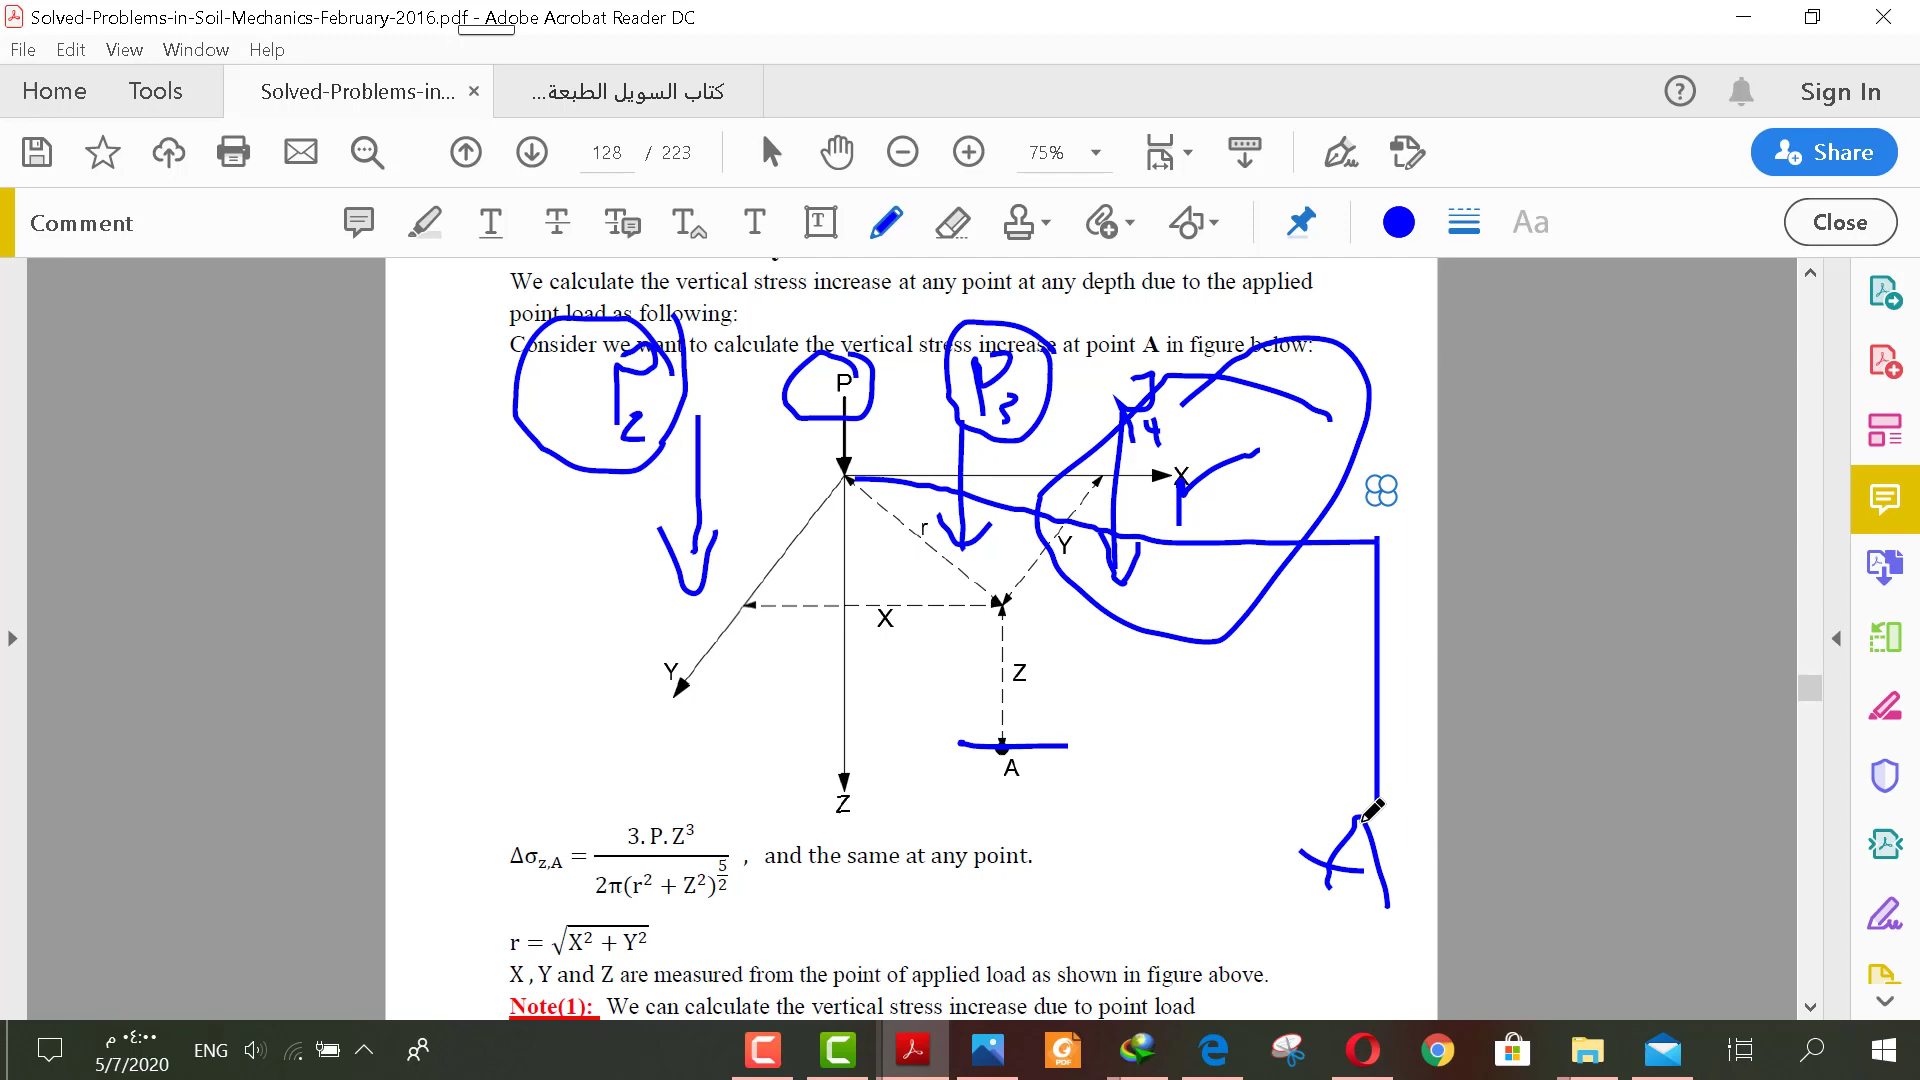 Solved-Problems-in-Soil-Mechanics-February-2016.pdf - Adobe Acrobat Reader DC
File Edit View Window Help
Home Tools Solved-Problems-in... × كتاب السويل الطبعة... Sign In
128 / 223 75% Share
Comment T T T T T T Aa Close
We calculate the vertical stress increase at any point at any depth due to the applied
point load as following:
Consider we want to calculate the vertical stress increase at point A in figure below:
P
P2
P3
4
X
r
r
Y
X
Y
Z
A
Z
A
Δσz,A = 3.P.Z³ / 2π(r² + Z²)^(5/2) , and the same at any point.
r = √(X² + Y²)
X , Y and Z are measured from the point of applied load as shown in figure above.
Note(1): We can calculate the vertical stress increase due to point load
٠٤:٠٠ م
5/7/2020
ENG
PDF